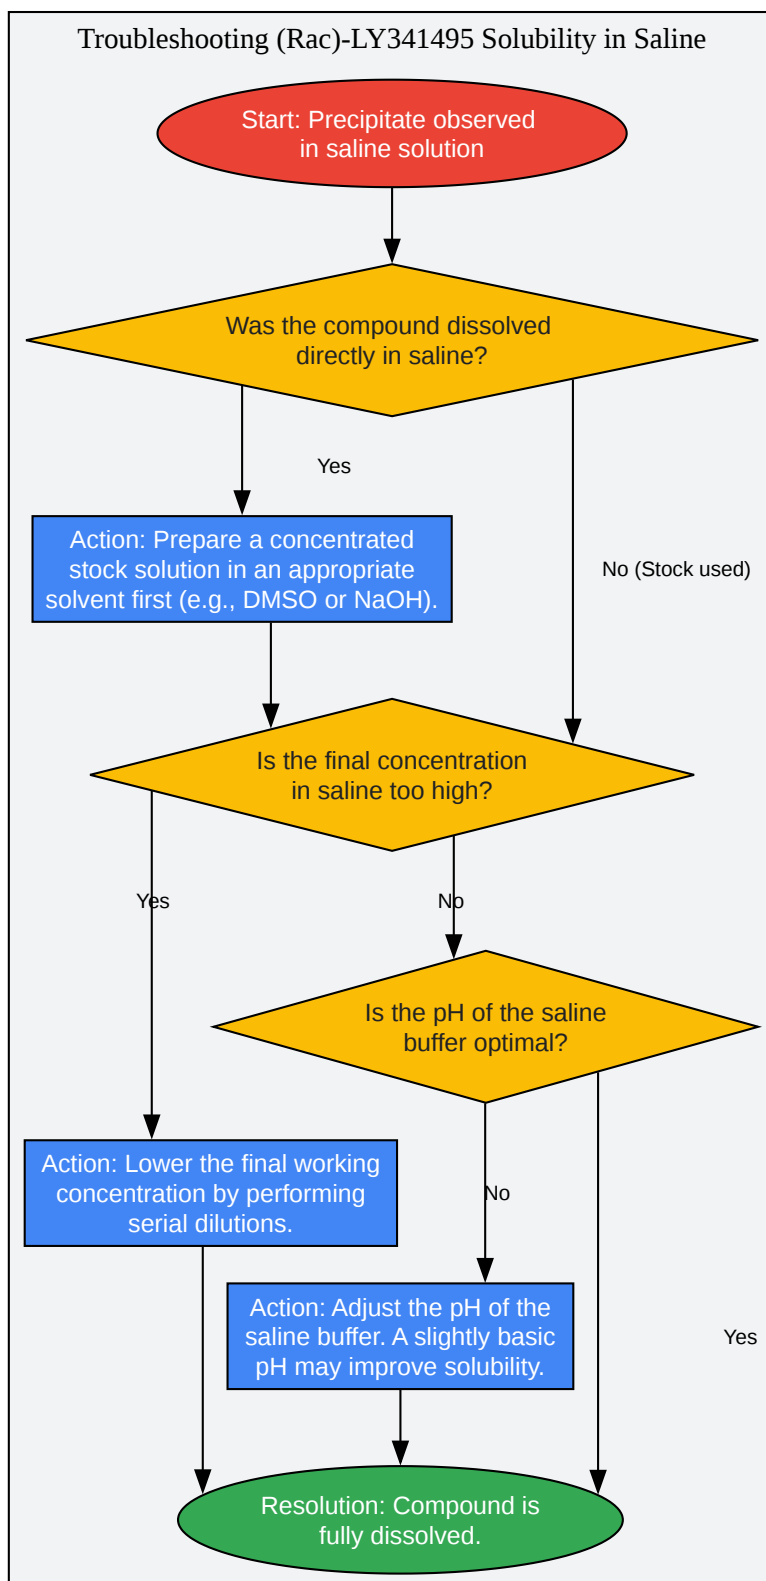 Troubleshooting (Rac)-LY341495 Solubility in Saline
Start: Precipitate observed
in saline solution
Was the compound dissolved
directly in saline?
Yes
Action: Prepare a concentrated
stock solution in an appropriate
solvent first (e.g., DMSO or NaOH).
No (Stock used)
Is the final concentration
in saline too high?
Yes
No
Is the pH of the saline
buffer optimal?
Action: Lower the final working
concentration by performing
serial dilutions.
No
Action: Adjust the pH of the
saline buffer. A slightly basic
pH may improve solubility.
Yes
Resolution: Compound is
fully dissolved.